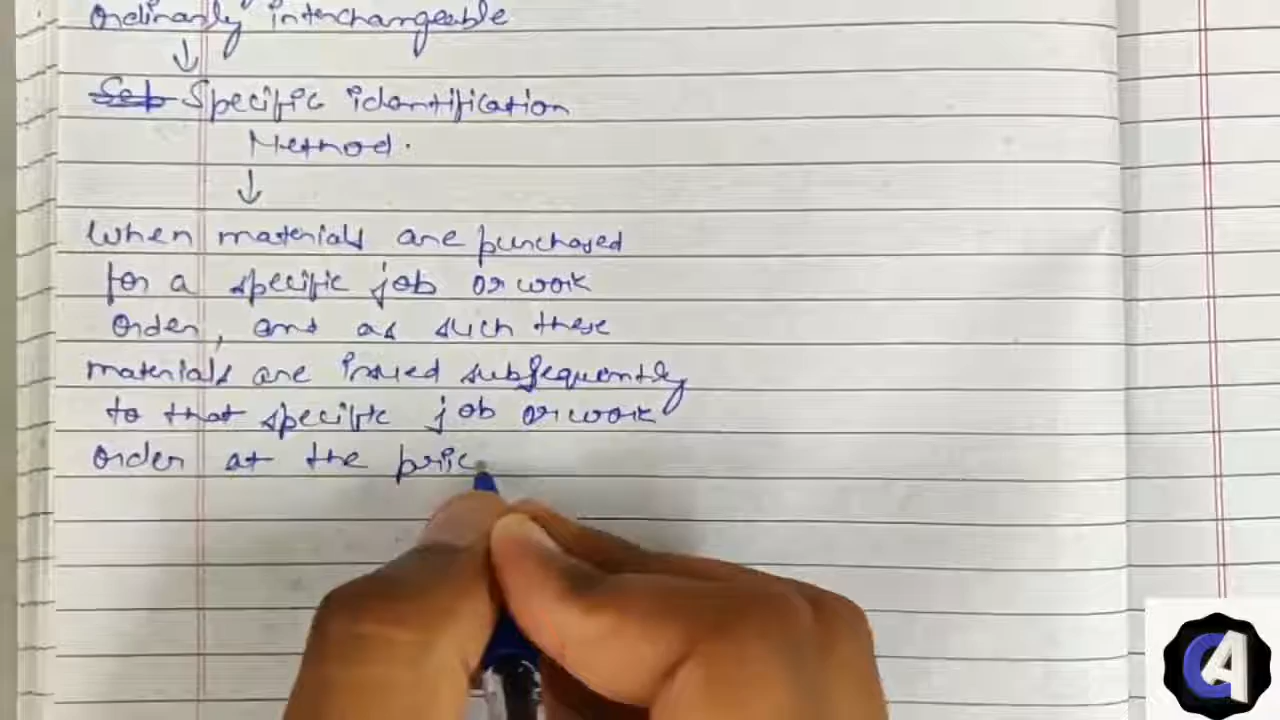 Ordinarily interchangeable
↓
Specific identification
Method.
↓
When materials are purchased
for a specific job or work
order, and as such these
materials are issued subsequently
to that specific job or work
order at the pric
CA